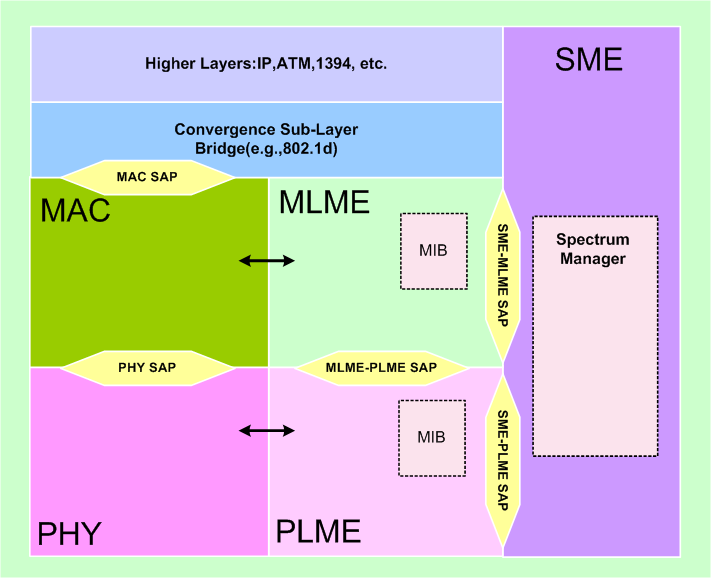 Higher Layers:IP,ATM,1394, etc.
SME
Convergence Sub-Layer
Bridge(e.g.,802.1d)
MAC SAP
MAC
MLME
MIB
SME-MLME SAP
Spectrum
Manager
PHY SAP
MLME-PLME SAP
MIB
SME-PLME SAP
PHY
PLME